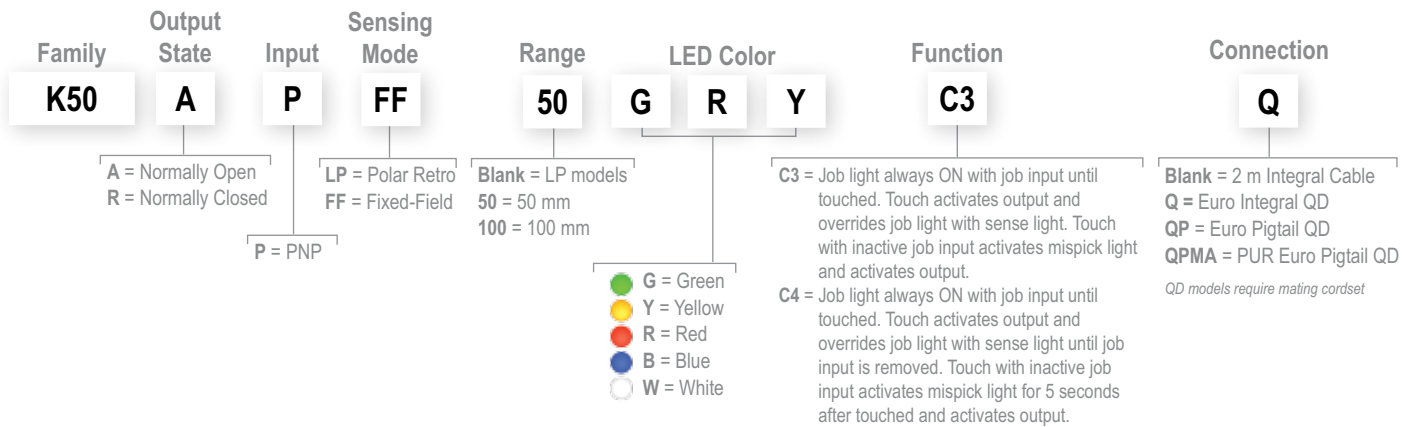 Family
Output
State
Input
Sensing
Mode
Range
LED Color
Function
Connection
K50
A
P
FF
50
G
R
Y
C3
Q
A = Normally Open
R = Normally Closed
P = PNP
LP = Polar Retro
FF = Fixed-Field
Blank = LP models
50 = 50 mm
100 = 100 mm
G = Green
Y = Yellow
R = Red
B = Blue
W = White
C3 = Job light always ON with job input until
touched. Touch activates output and
overrides job light with sense light. Touch
with inactive job input activates mispick light
and activates output.
C4 = Job light always ON with job input until
touched. Touch activates output and
overrides job light with sense light until job
input is removed. Touch with inactive job
input activates mispick light for 5 seconds
after touched and activates output.
Blank = 2 m Integral Cable
Q = Euro Integral QD
QP = Euro Pigtail QD
QPMA = PUR Euro Pigtail QD
QD models require mating cordset